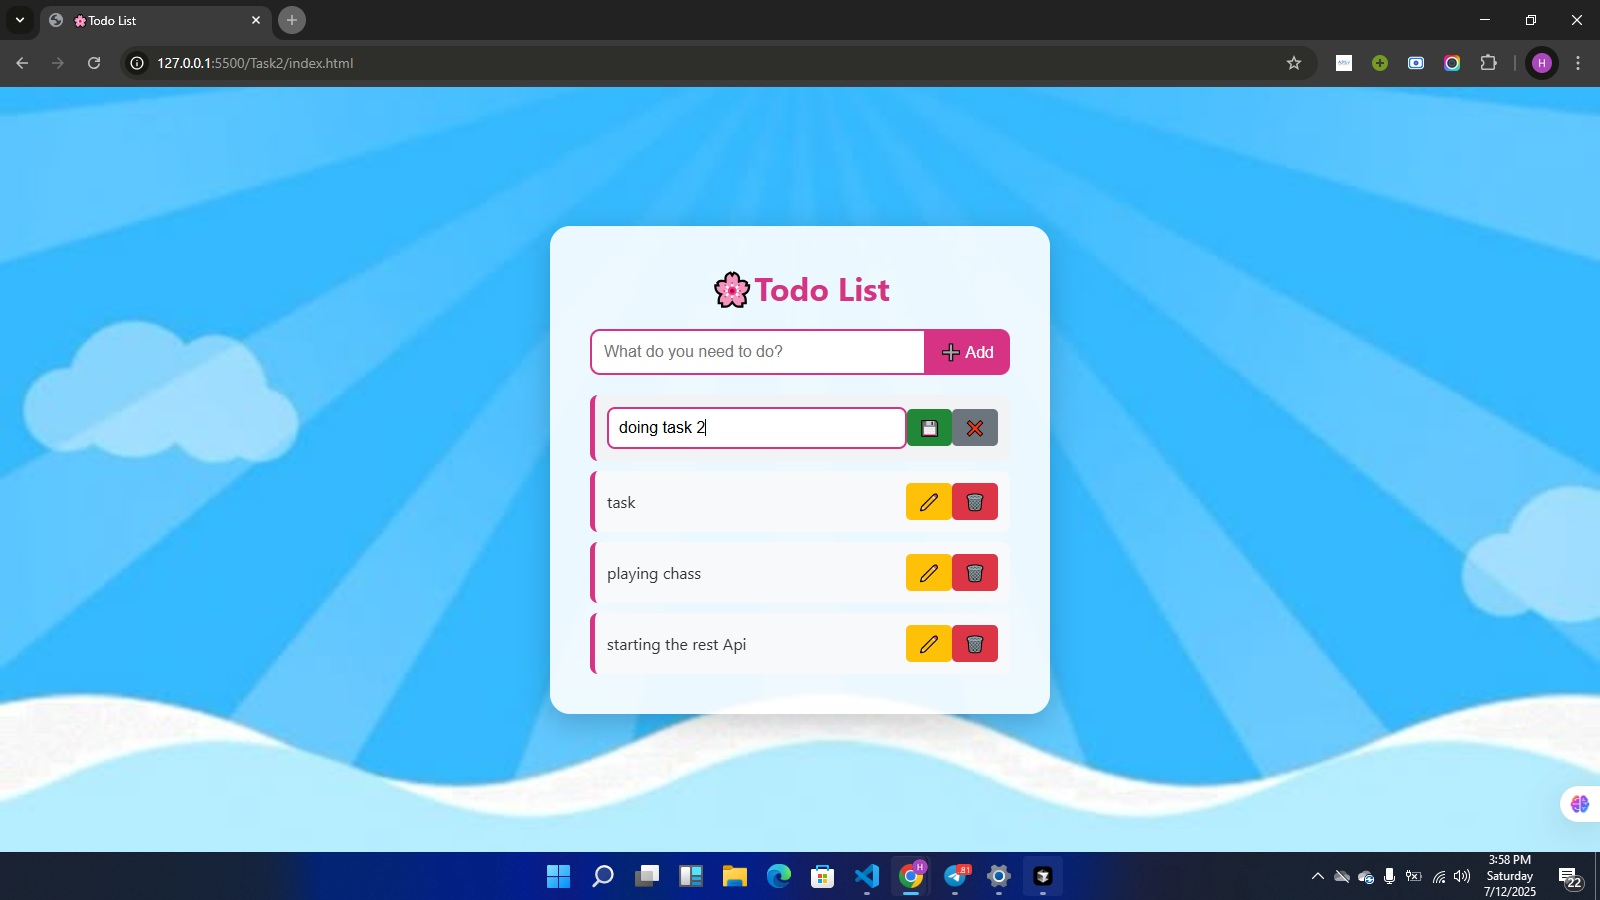 🌸Todo List
127.0.0.1:5500/Task2/index.html
H
🌸Todo List
What do you need to do?
➕ Add
doing task 2
task
playing chass
starting the rest Api
H
81
3:58 PM
Saturday
7/12/2025
22